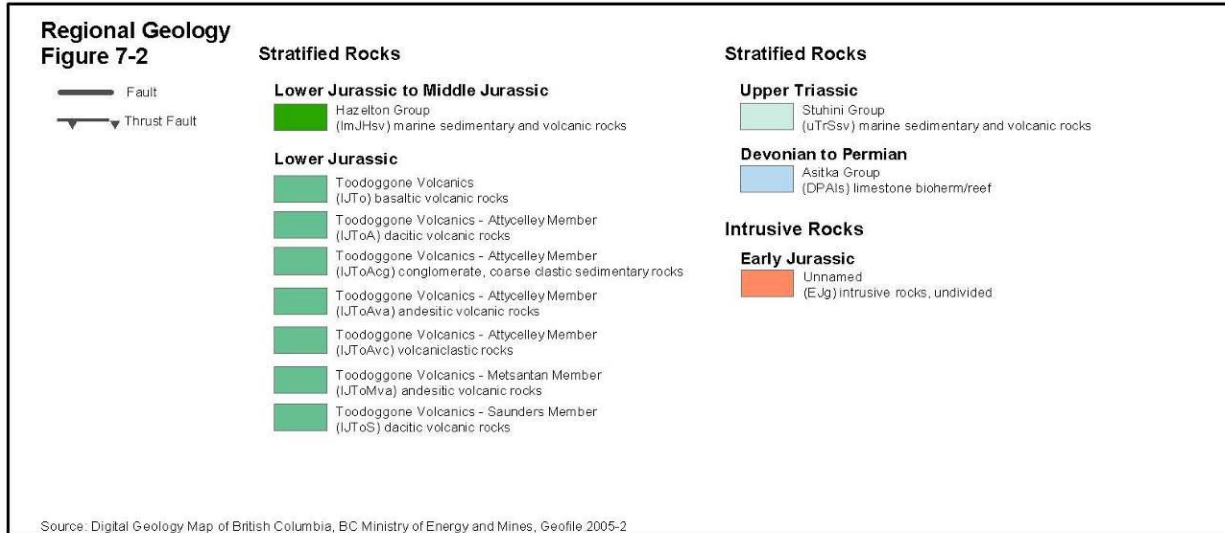 Regional Geology
Figure 7-2
Fault
Thrust Fault
Stratified Rocks
Lower Jurassic to Middle Jurassic
Hazelton Group
(lmJHsv) marine sedimentary and volcanic rocks
Lower Jurassic
Toodoggone Volcanics
(lJTo) basaltic volcanic rocks
Toodoggone Volcanics - Attycelley Member
(lJToA) dacitic volcanic rocks
Toodoggone Volcanics - Attycelley Member
(lJToAcg) conglomerate, coarse clastic sedimentary rocks
Toodoggone Volcanics - Attycelley Member
(lJToAva) andesitic volcanic rocks
Toodoggone Volcanics - Attycelley Member
(lJToAvc) volcaniclastic rocks
Toodoggone Volcanics - Metsantan Member
(lJToMva) andesitic volcanic rocks
Toodoggone Volcanics - Saunders Member
(lJToS) dacitic volcanic rocks
Stratified Rocks
Upper Triassic
Stuhini Group
(uTrSsv) marine sedimentary and volcanic rocks
Devonian to Permian
Asitka Group
(DPAls) limestone bioherm/reef
Intrusive Rocks
Early Jurassic
Unnamed
(EJg) intrusive rocks, undivided
Source: Digital Geology Map of British Columbia, BC Ministry of Energy and Mines, Geofile 2005-2